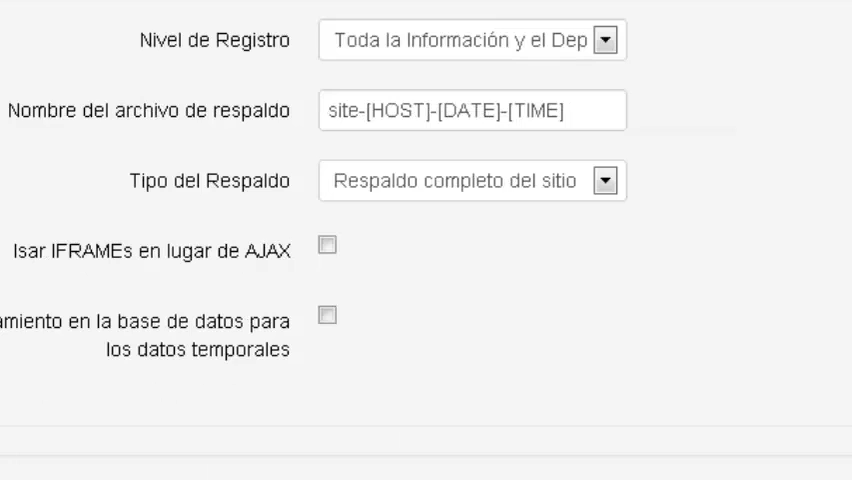 Nivel de Registro
Toda la Información y el Dep
Nombre del archivo de respaldo
site-[HOST]-[DATE]-[TIME]
Tipo del Respaldo
Respaldo completo del sitio
Isar IFRAMEs en lugar de AJAX
amiento en la base de datos para
los datos temporales